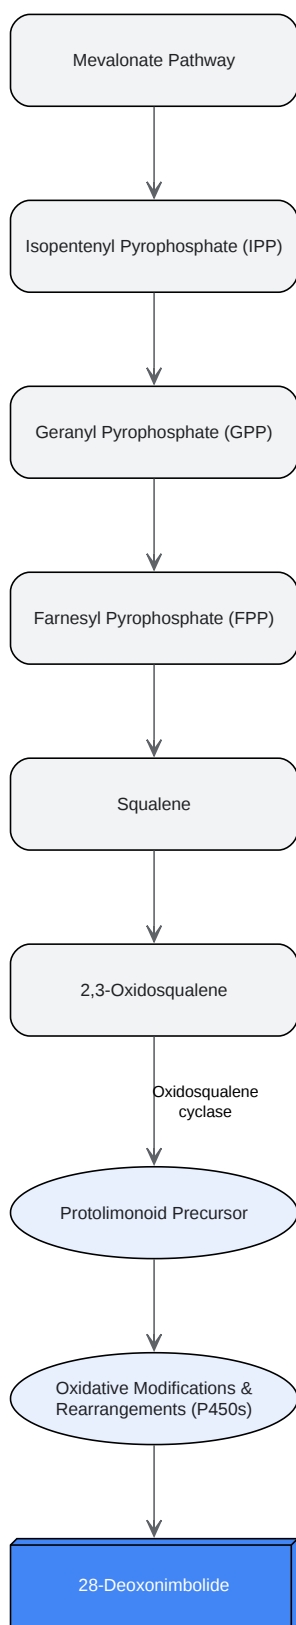 Mevalonate Pathway
Isopentenyl Pyrophosphate (IPP)
Geranyl Pyrophosphate (GPP)
Farnesyl Pyrophosphate (FPP)
Squalene
2,3-Oxidosqualene
Oxidosqualene
cyclase
Protolimonoid Precursor
Oxidative Modifications &
Rearrangements (P450s)
28-Deoxonimbolide